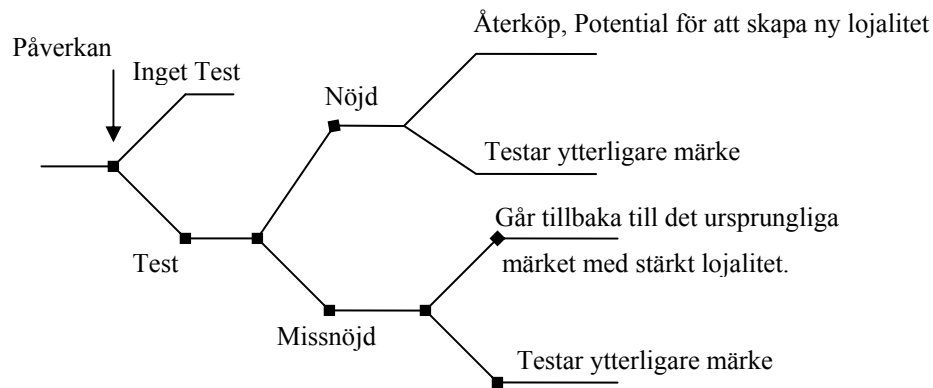 Återköp, Potential för att skapa ny lojalitet
Påverkan
Inget Test
Nöjd
Testar ytterligare märke
Går tillbaka till det ursprungliga
märket med stärkt lojalitet.
Test
Missnöjd
Testar ytterligare märke